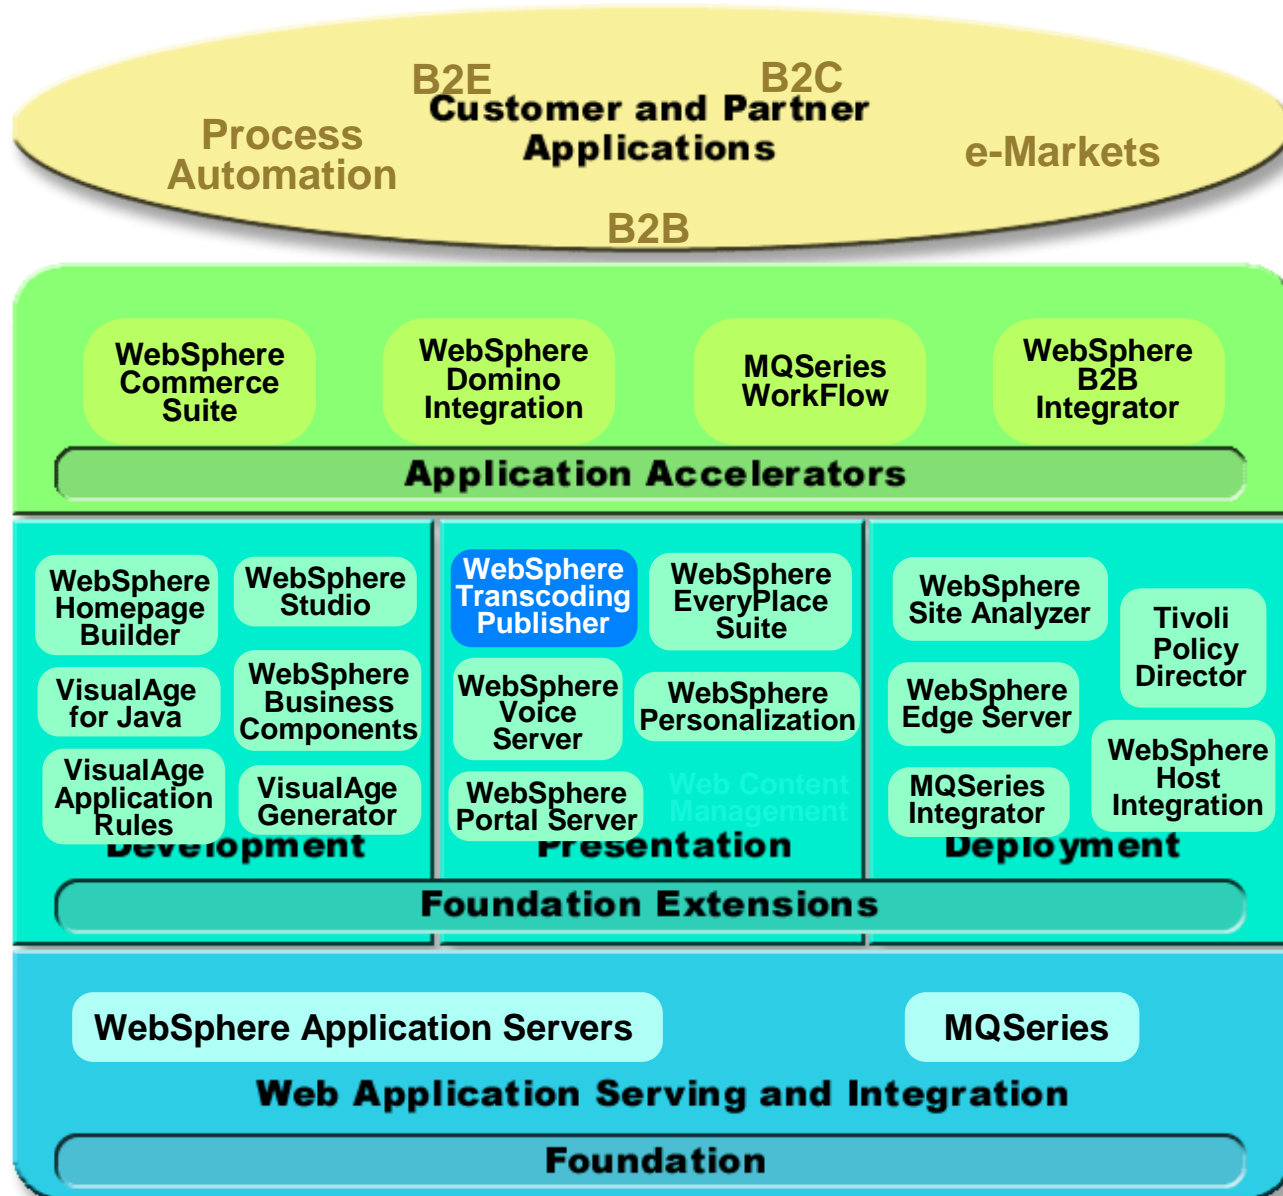 B2E
B2C
Customer and Partner
Applications
Process
Automation
e-Markets
B2B
WebSphere
Commerce
Suite
WebSphere
Domino
Integration
MQSeries
WorkFlow
WebSphere
B2B
Integrator
Application Accelerators
WebSphere
Homepage
Builder
WebSphere
Studio
VisualAge
for Java
WebSphere
Business
Components
VisualAge
Application
Rules
VisualAge
Generator
Development
WebSphere
Transcoding
Publisher
WebSphere
EveryPlace
Suite
WebSphere
Voice
Server
WebSphere
Personalization
WebSphere
Portal Server
Web Content
Management
Presentation
WebSphere
Site Analyzer
Tivoli
Policy
Director
WebSphere
Edge Server
WebSphere
Host
Integration
MQSeries
Integrator
Deployment
Foundation Extensions
WebSphere Application Servers
MQSeries
Web Application Serving and Integration
Foundation